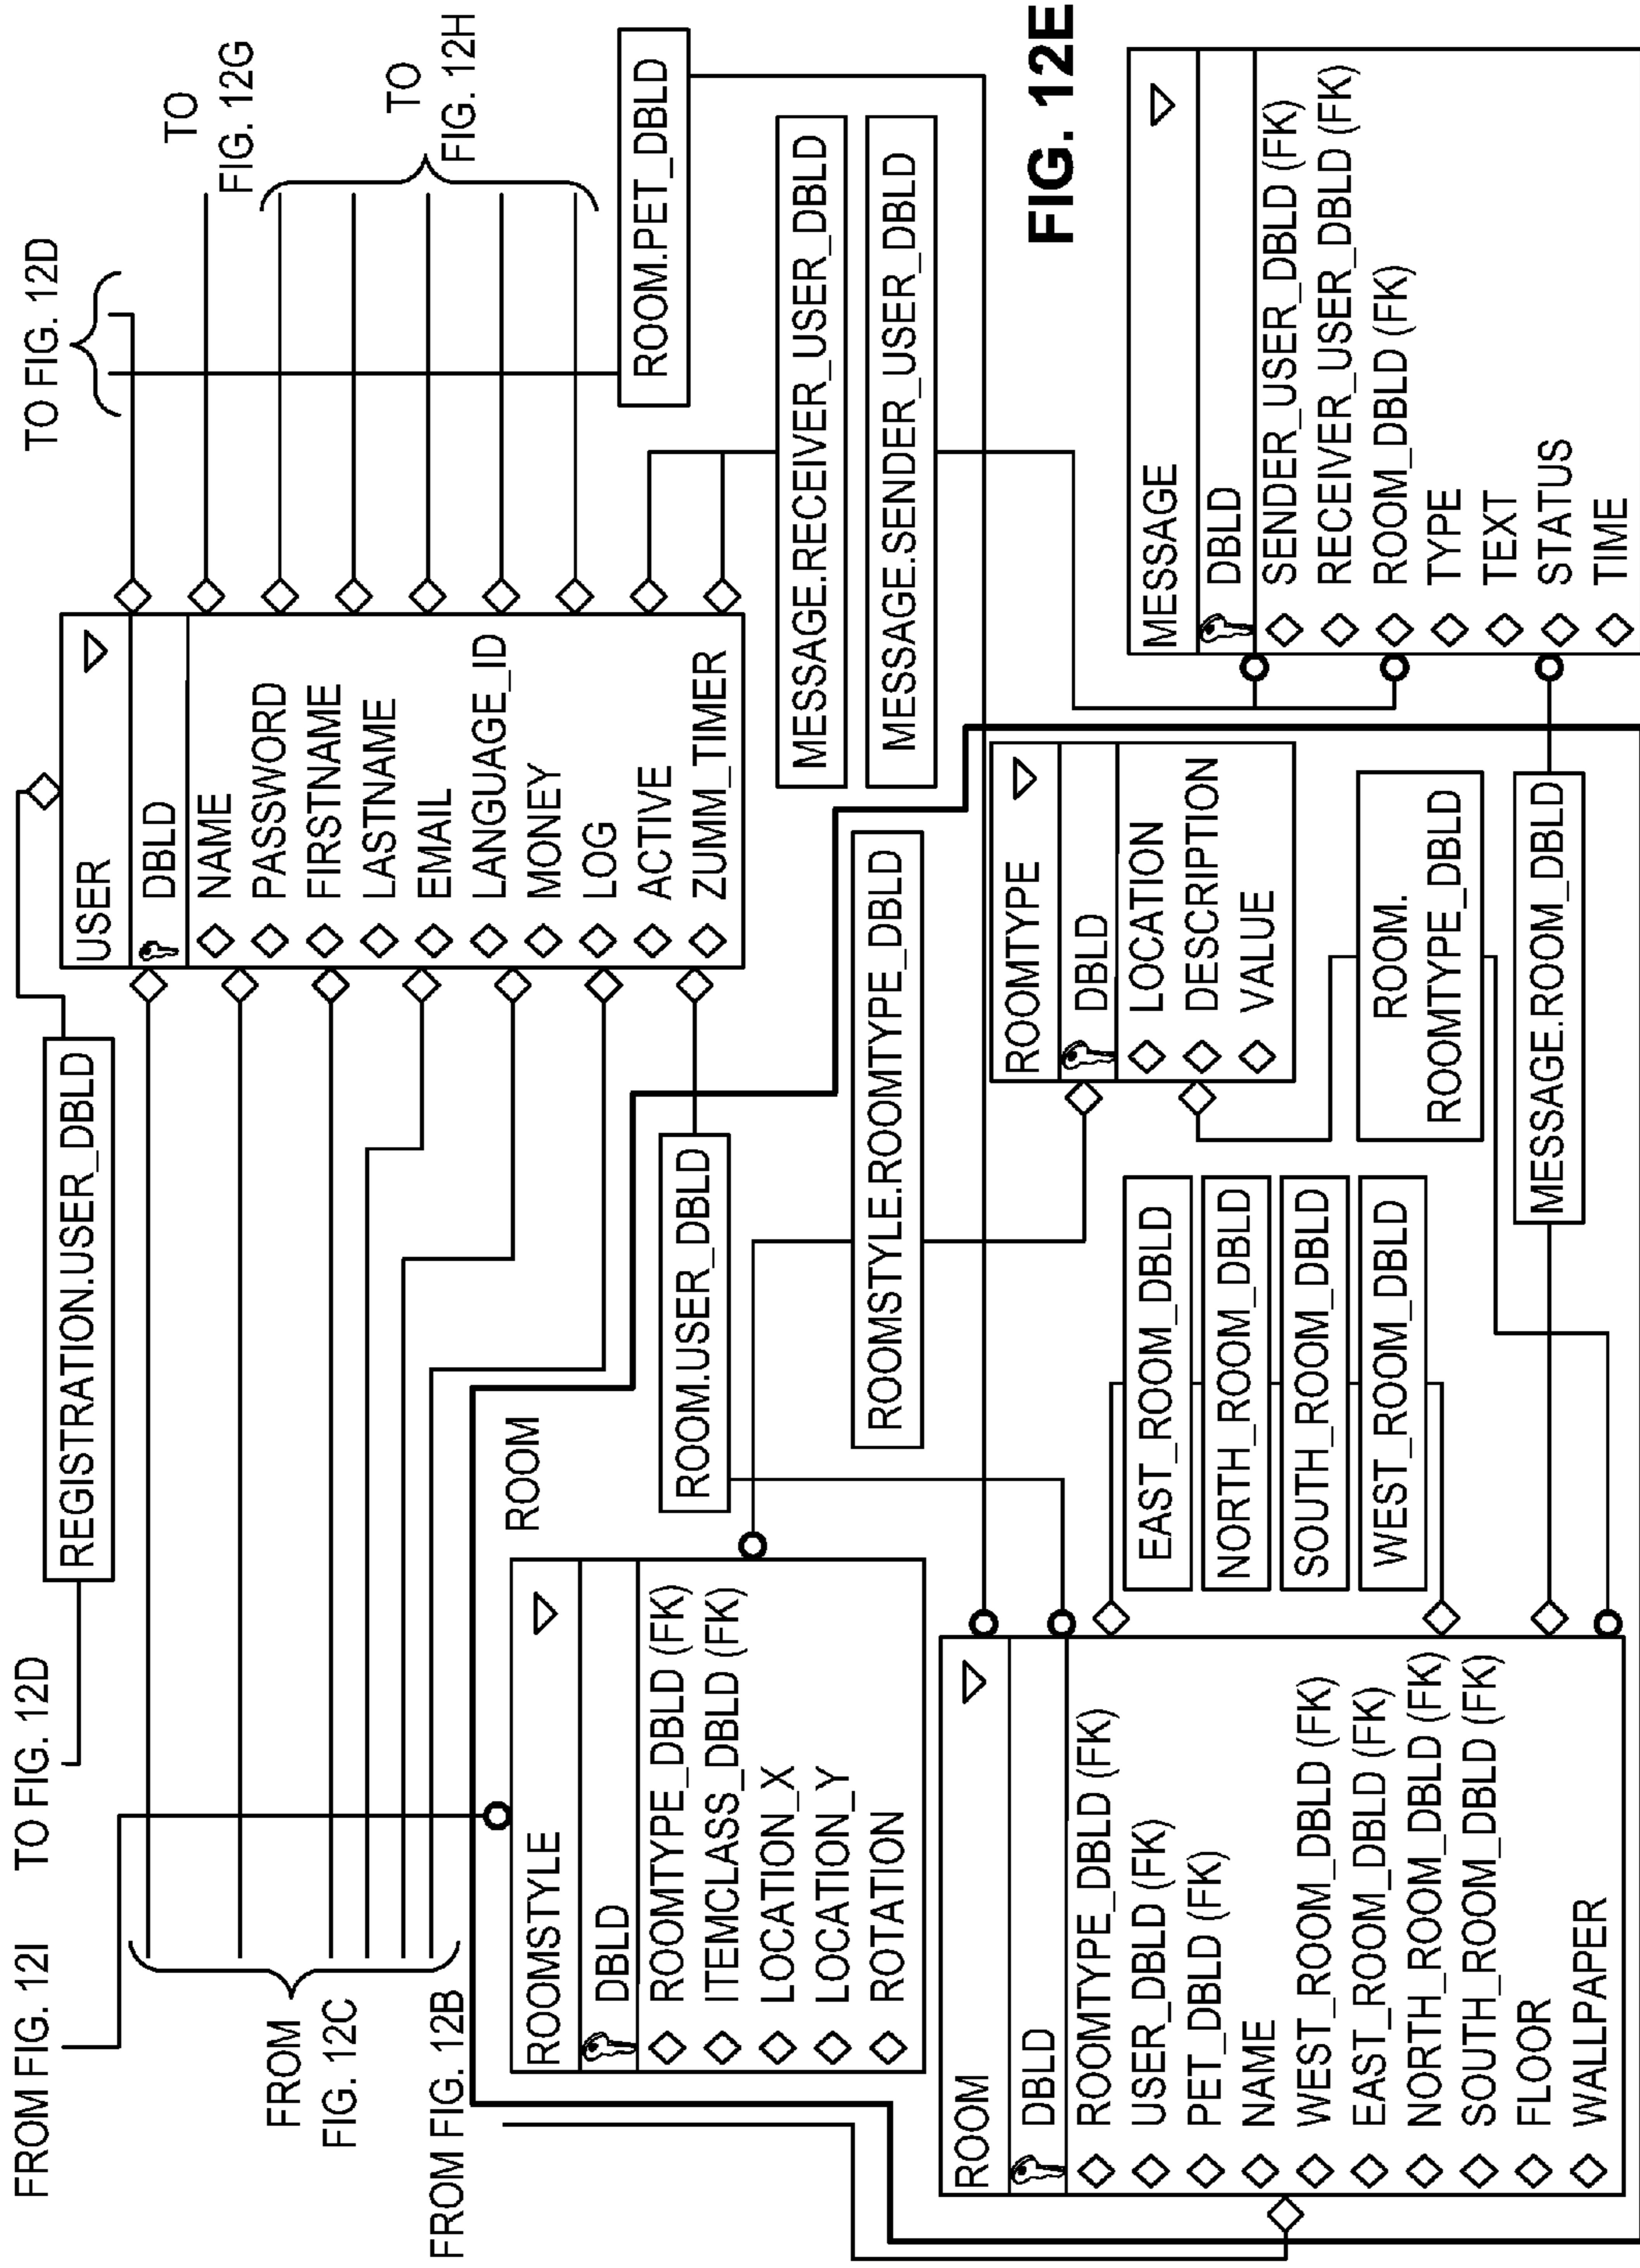 FROM FIG. 12I
TO FIG. 12D
REGISTRATION.USER_DBLD
TO FIG. 12D
TO
FIG. 12G
TO
FIG. 12H
USER
DBLD
NAME
PASSWORD
FIRSTNAME
LASTNAME
EMAIL
LANGUAGE_ID
MONEY
LOG
ACTIVE
ZUMM_TIMER
FROM
FIG. 12C
FROM FIG. 12B
ROOM
ROOM.USER_DBLD
ROOM.PET_DBLD
MESSAGE.RECEIVER_USER_DBLD
MESSAGE.SENDER_USER_DBLD
ROOMSTYLE
DBLD
ROOMTYPE_DBLD (FK)
ITEMCLASS_DBLD (FK)
LOCATION_X
LOCATION_Y
ROTATION
ROOMSTYLE.ROOMTYPE_DBLD
ROOMTYPE
DBLD
LOCATION
DESCRIPTION
VALUE
FIG. 12E
ROOM
DBLD
ROOMTYPE_DBLD (FK)
USER_DBLD (FK)
PET_DBLD (FK)
NAME
WEST_ROOM_DBLD (FK)
EAST_ROOM_DBLD (FK)
NORTH_ROOM_DBLD (FK)
SOUTH_ROOM_DBLD (FK)
FLOOR
WALLPAPER
EAST_ROOM_DBLD
NORTH_ROOM_DBLD
SOUTH_ROOM_DBLD
WEST_ROOM_DBLD
ROOM.
ROOMTYPE_DBLD
MESSAGE.ROOM_DBLD
MESSAGE
DBLD
SENDER_USER_DBLD (FK)
RECEIVER_USER_DBLD (FK)
ROOM_DBLD (FK)
TYPE
TEXT
STATUS
TIME